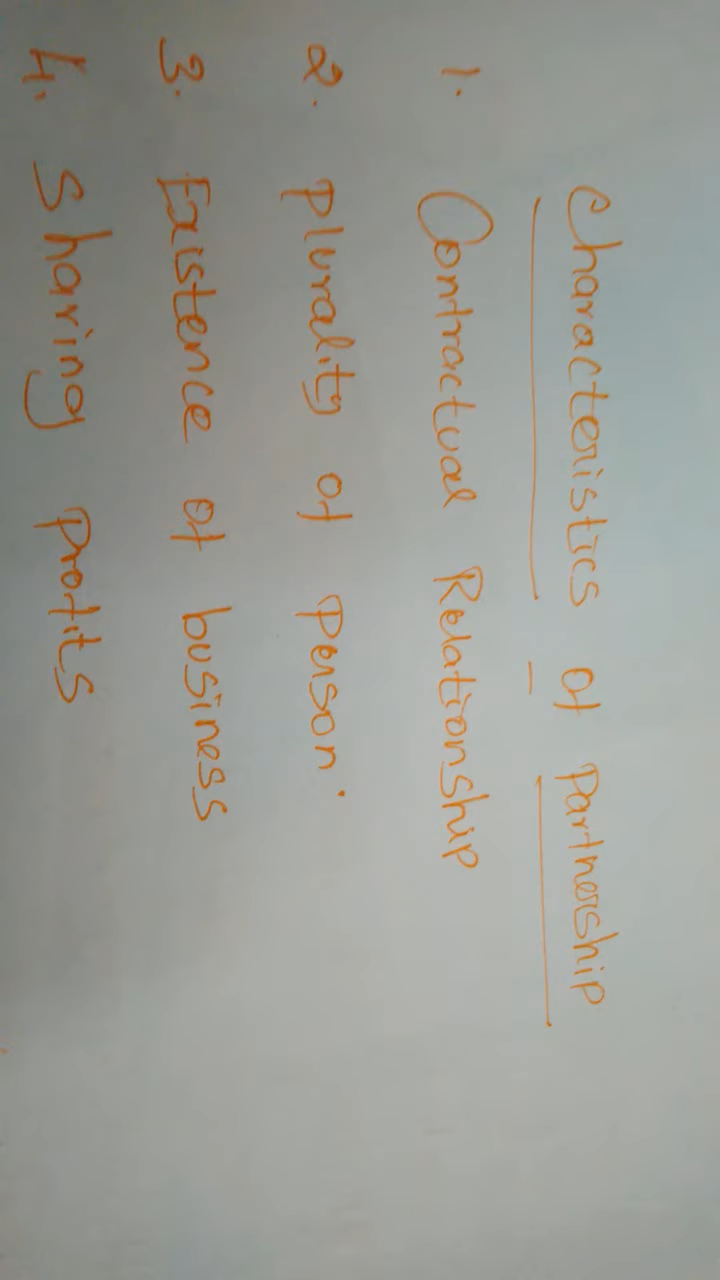 Characteristics of Partnership
1. Contractual Relationship
2. Plurality of Person.
3. Existence of business
4. Sharing Profits